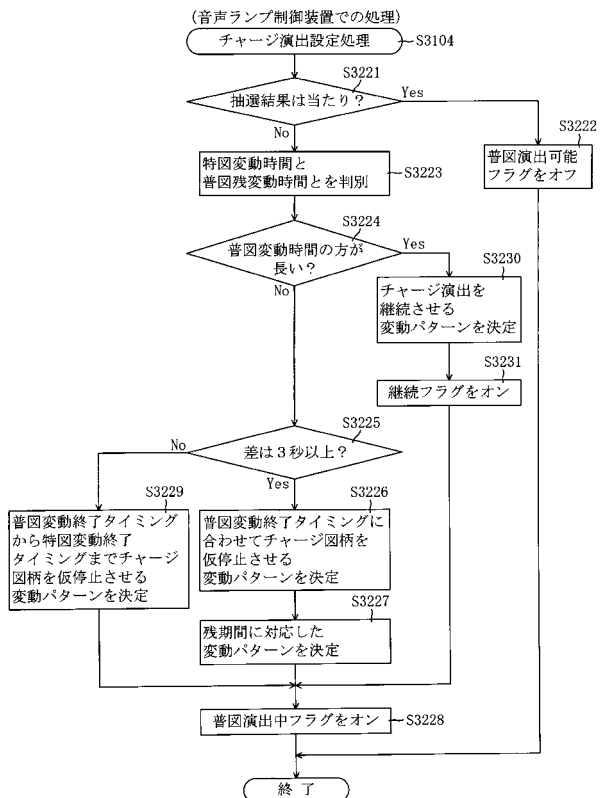 (音声ランプ制御装置での処理)
チャージ演出設定処理
S3104
S3221
抽選結果は当たり?
Yes
No
S3222
普図演出可能
フラグをオフ
特図変動時間と
普図残変動時間とを判別
S3223
S3224
普図変動時間の方が
長い?
Yes
No
S3230
チャージ演出を
継続させる
変動パターンを決定
S3231
継続フラグをオン
S3225
差は3秒以上?
No
Yes
S3229
普図変動終了タイミング
から特図変動終了
タイミングまでチャージ
図柄を仮停止させる
変動パターンを決定
S3226
普図変動終了タイミングに
合わせてチャージ図柄を
仮停止させる
変動パターンを決定
S3227
残期間に対応した
変動パターンを決定
普図演出中フラグをオン
S3228
終了